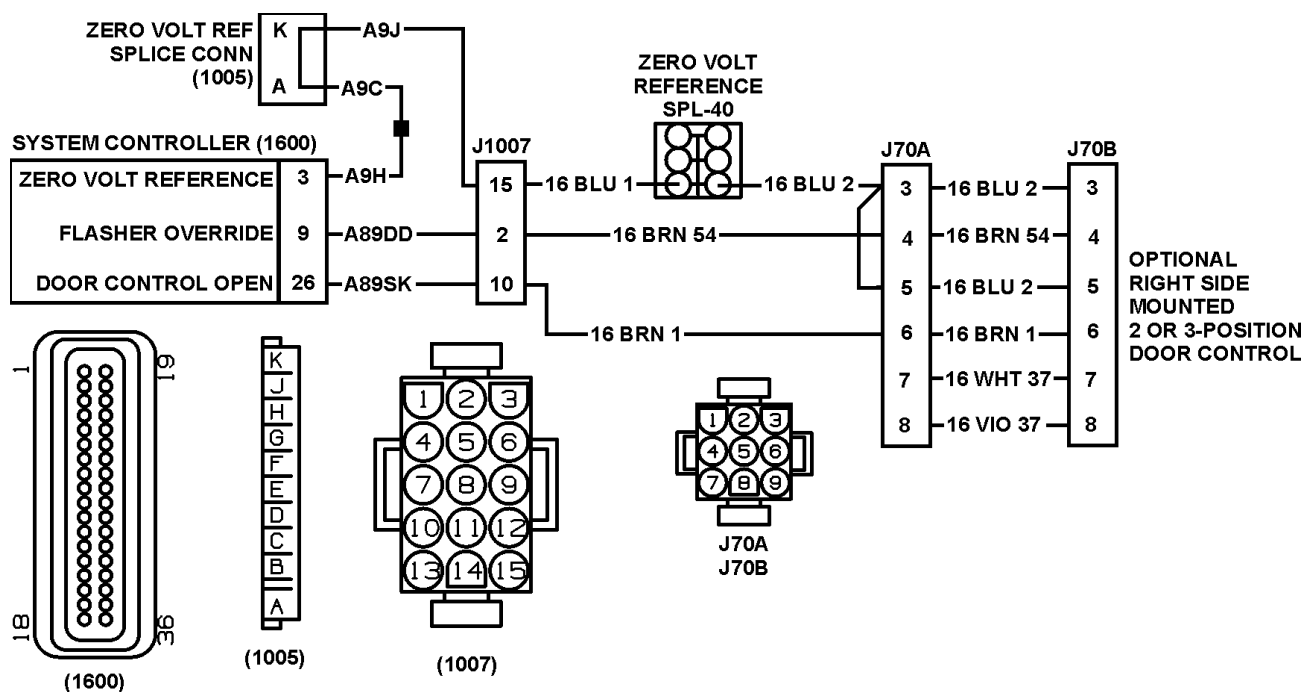 ZERO VOLT REF
SPLICE CONN
(1005)
K
A
A9J
A9C
ZERO VOLT
REFERENCE
SPL-40
SYSTEM CONTROLLER (1600)
ZERO VOLT REFERENCE 3 A9H
FLASHER OVERRIDE 9 A89DD
DOOR CONTROL OPEN 26 A89SK
J1007
15
2
10
16 BLU 1
16 BLU 2
16 BRN 54
16 BRN 1
J70A
J70B
3 16 BLU 2 3
4 16 BRN 54 4
5 16 BLU 2 5
6 16 BRN 1 6
7 16 WHT 37 7
8 16 VIO 37 8
OPTIONAL
RIGHT SIDE
MOUNTED
2 OR 3-POSITION
DOOR CONTROL
1 19
18 36
(1600)
K
J
H
G
F
E
D
C
B
A
(1005)
1 2 3
4 5 6
7 8 9
10 11 12
13 14 15
(1007)
1 2 3
4 5 6
7 8 9
J70A
J70B